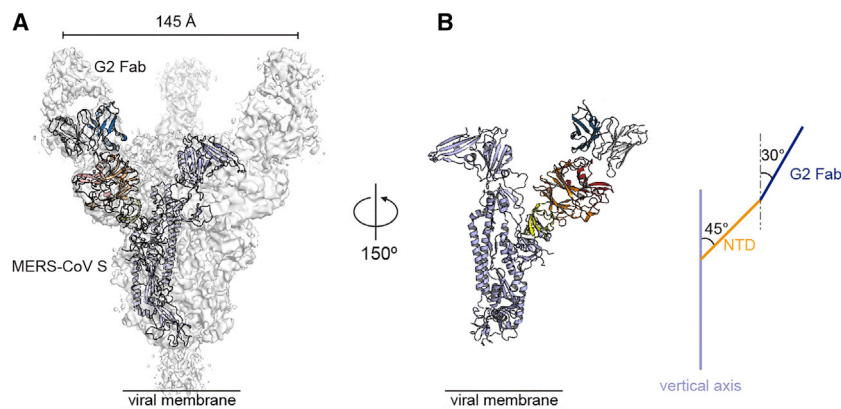 A
145 Å
G2 Fab
MERS-CoV S
viral membrane
150º
B
viral membrane
30º
G2 Fab
45º
NTD
vertical axis